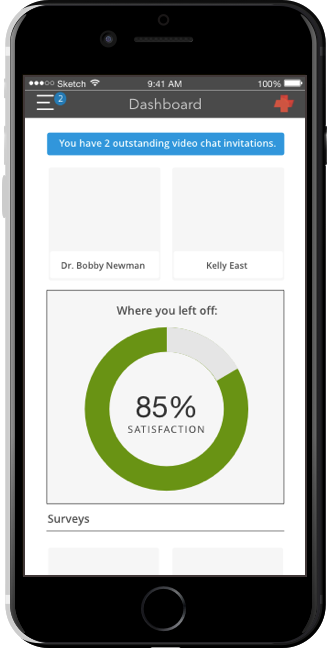 Sketch 9:41 AM 100%
2
Dashboard
You have 2 outstanding video chat invitations.
Dr. Bobby Newman Kelly East
Where you left off:
85%
SATISFACTION
Surveys